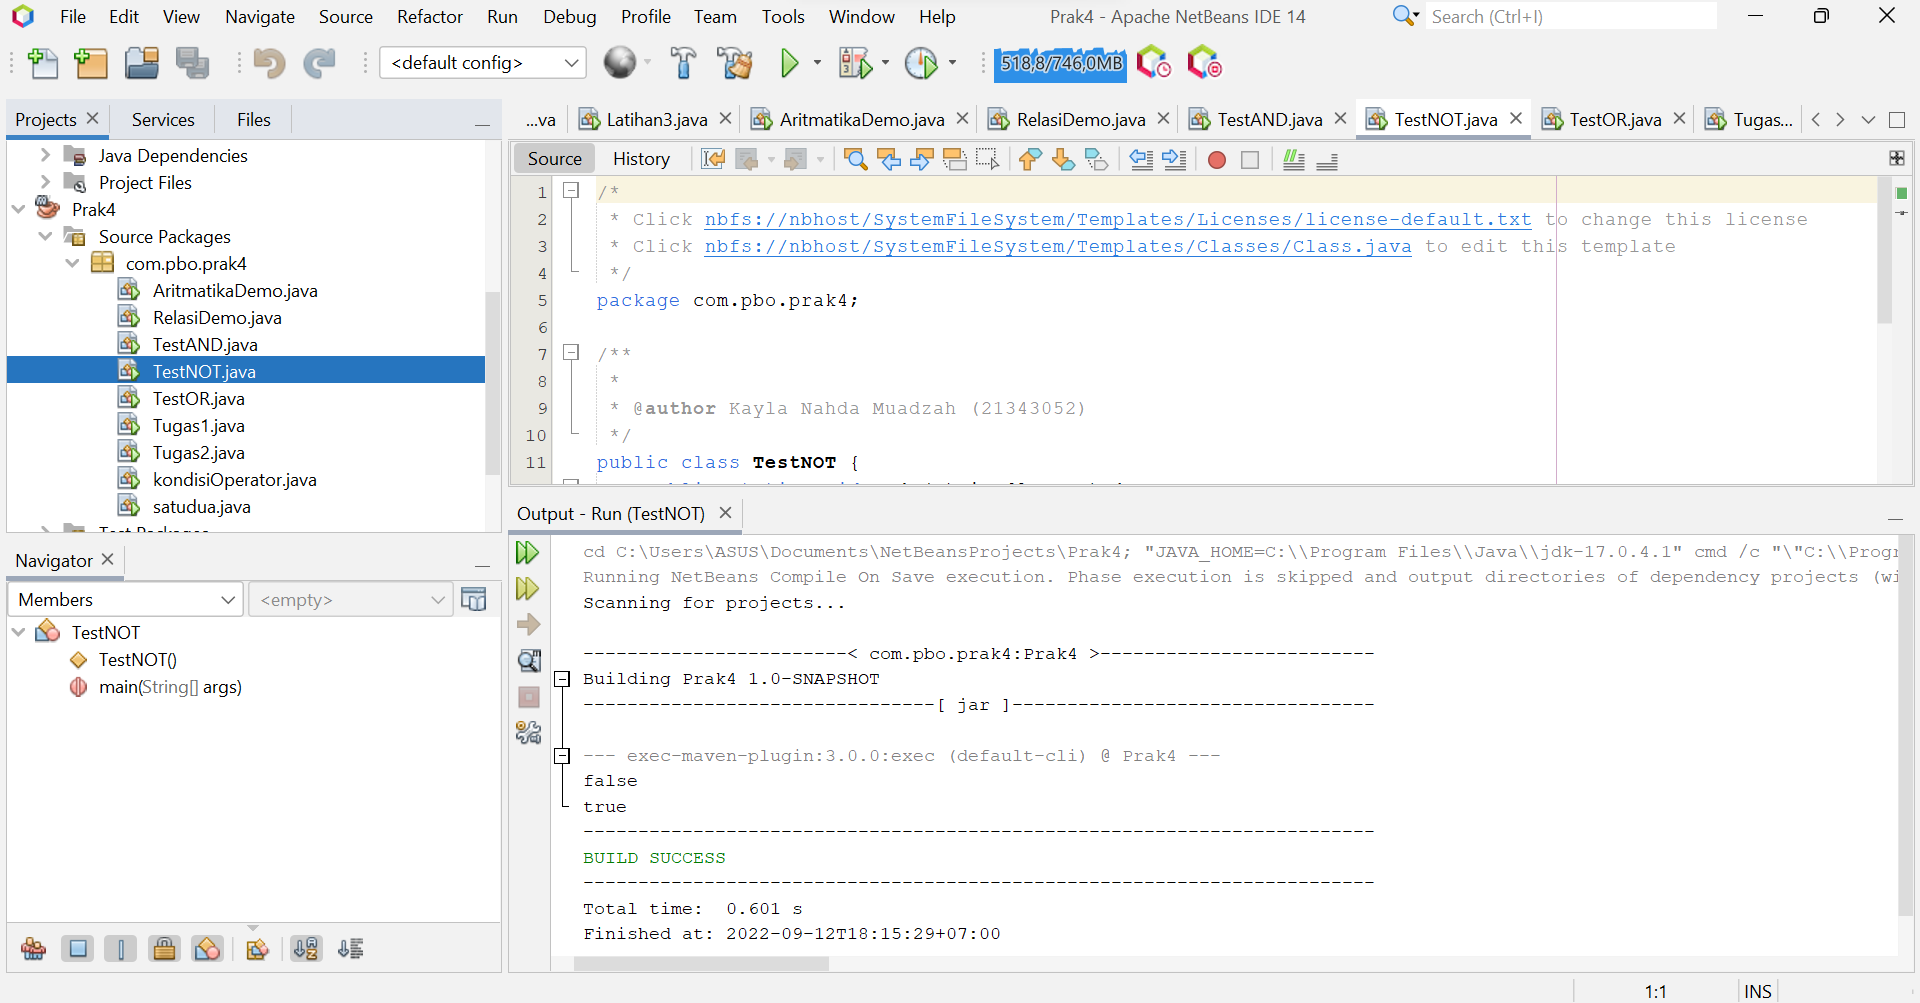 File Edit View Navigate Source Refactor Run Debug Profile Team Tools Window Help Prak4 - Apache NetBeans IDE 14 Search (Ctrl+I)
<default config> 518,8/746,0MB
Projects Services Files
Java Dependencies
Project Files
Prak4
Source Packages
com.pbo.prak4
AritmatikaDemo.java
RelasiDemo.java
TestAND.java
TestNOT.java
TestOR.java
Tugas1.java
Tugas2.java
kondisiOperator.java
satudua.java
Navigator
Members <empty>
TestNOT
TestNOT()
main(String[] args)
...va Latihan3.java AritmatikaDemo.java RelasiDemo.java TestAND.java TestNOT.java TestOR.java Tugas...
Source History
1 /*
2 * Click nbfs://nbhost/SystemFileSystem/Templates/Licenses/license-default.txt to change this license
3 * Click nbfs://nbhost/SystemFileSystem/Templates/Classes/Class.java to edit this template
4 */
5 package com.pbo.prak4;
6
7 /**
8 *
9 * @author Kayla Nahda Muadzah (21343052)
10 */
11 public class TestNOT {
Output - Run (TestNOT)
cd C:\Users\ASUS\Documents\NetBeansProjects\Prak4; "JAVA_HOME=C:\\Program Files\\Java\\jdk-17.0.4.1" cmd /c "\"C:\\Progr
Running NetBeans Compile On Save execution. Phase execution is skipped and output directories of dependency projects (wi
Scanning for projects...
------------------------< com.pbo.prak4:Prak4 >-------------------------
Building Prak4 1.0-SNAPSHOT
--------------------------------[ jar ]---------------------------------
--- exec-maven-plugin:3.0.0:exec (default-cli) @ Prak4 ---
false
true
------------------------------------------------------------------------
BUILD SUCCESS
------------------------------------------------------------------------
Total time: 0.601 s
Finished at: 2022-09-12T18:15:29+07:00
1:1 INS